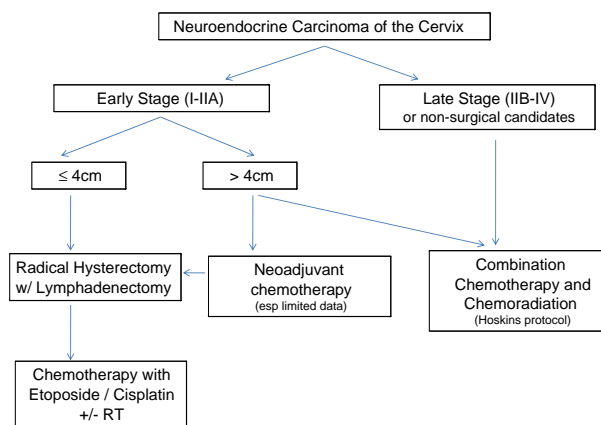 Neuroendocrine Carcinoma of the Cervix
Early Stage (I-IIA)
Late Stage (IIB-IV)
or non-surgical candidates
≤ 4cm
> 4cm
Radical Hysterectomy
w/ Lymphadenectomy
Neoadjuvant
chemotherapy
(esp limited data)
Combination
Chemotherapy and
Chemoradiation
(Hoskins protocol)
Chemotherapy with
Etoposide / Cisplatin
+/- RT